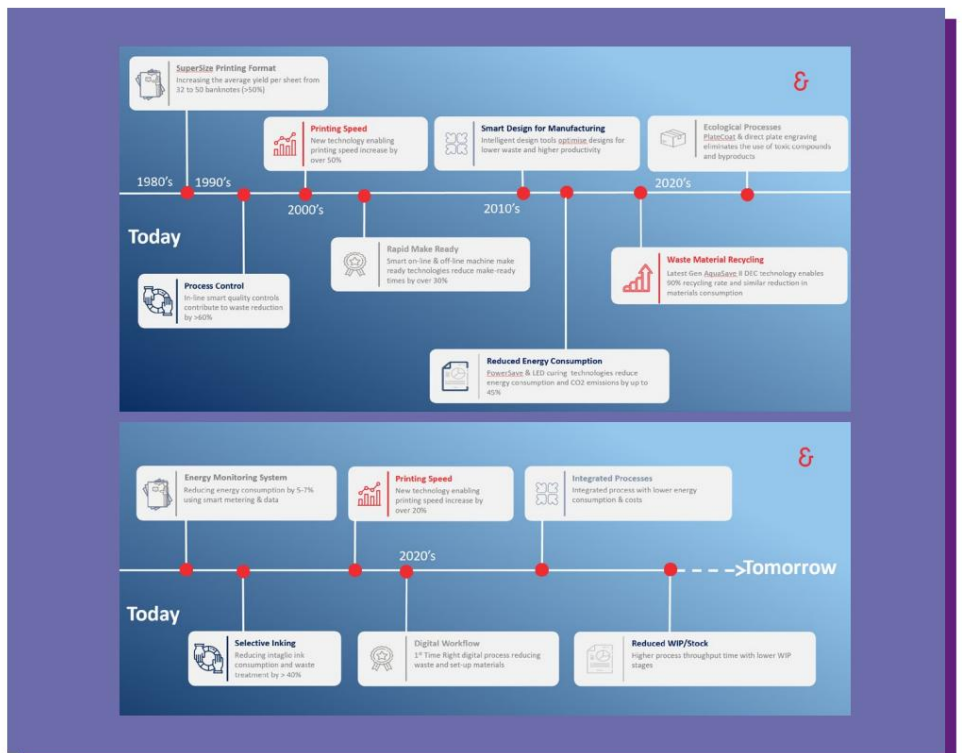 SuperSize Printing Format
Increasing the average yield per sheet from
32 to 50 banknotes (>50%)
&
Printing Speed
New technology enabling
printing speed increase by
over 50%
Smart Design for Manufacturing
Intelligent design tools optimise designs for
lower waste and higher productivity
Ecological Processes
PlateCoat & direct plate engraving
eliminates the use of toxic compounds
and byproducts
1980's
1990's
2000's
2010's
2020's
Today
Process Control
In-line smart quality controls
contribute to waste reduction
by >60%
Rapid Make Ready
Smart on-line & off-line machine make
ready technologies reduce make-ready
times by over 30%
Waste Material Recycling
Latest Gen AquaSave II DEC technology enables
90% recycling rate and similar reduction in
materials consumption
Reduced Energy Consumption
PowerSave & LED curing technologies reduce
energy consumption and CO2 emissions by up to
45%
&
Energy Monitoring System
Reducing energy consumption by 5-7%
using smart metering & data
Printing Speed
New technology enabling
printing speed increase by
over 20%
Integrated Processes
Integrated process with lower energy
consumption & costs
2020's
Tomorrow
Today
Selective Inking
Reducing intaglio ink
consumption and waste
treatment by > 40%
Digital Workflow
1st Time Right digital process reducing
waste and set-up materials
Reduced WIP/Stock
Higher process throughput time with lower WIP
stages